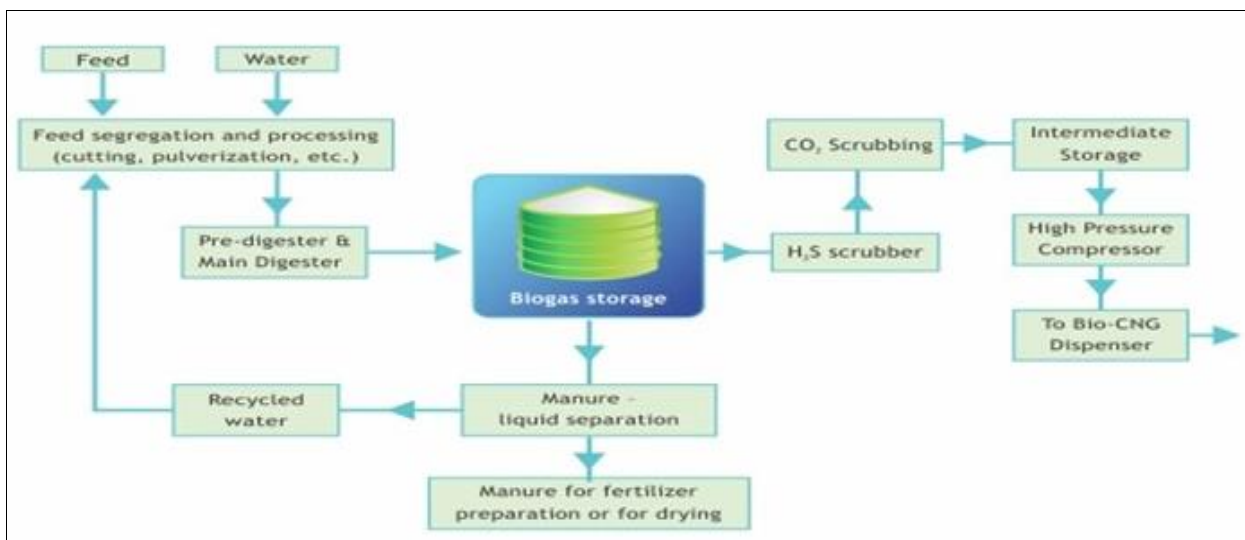 Feed
Water
Feed segregation and processing
(cutting, pulverization, etc.)
Pre-digester &
Main Digester
Biogas storage
H₂S scrubber
CO₂ Scrubbing
Intermediate
Storage
High Pressure
Compressor
To Bio-CNG
Dispenser
Manure -
liquid separation
Recycled
water
Manure for fertilizer
preparation or for drying